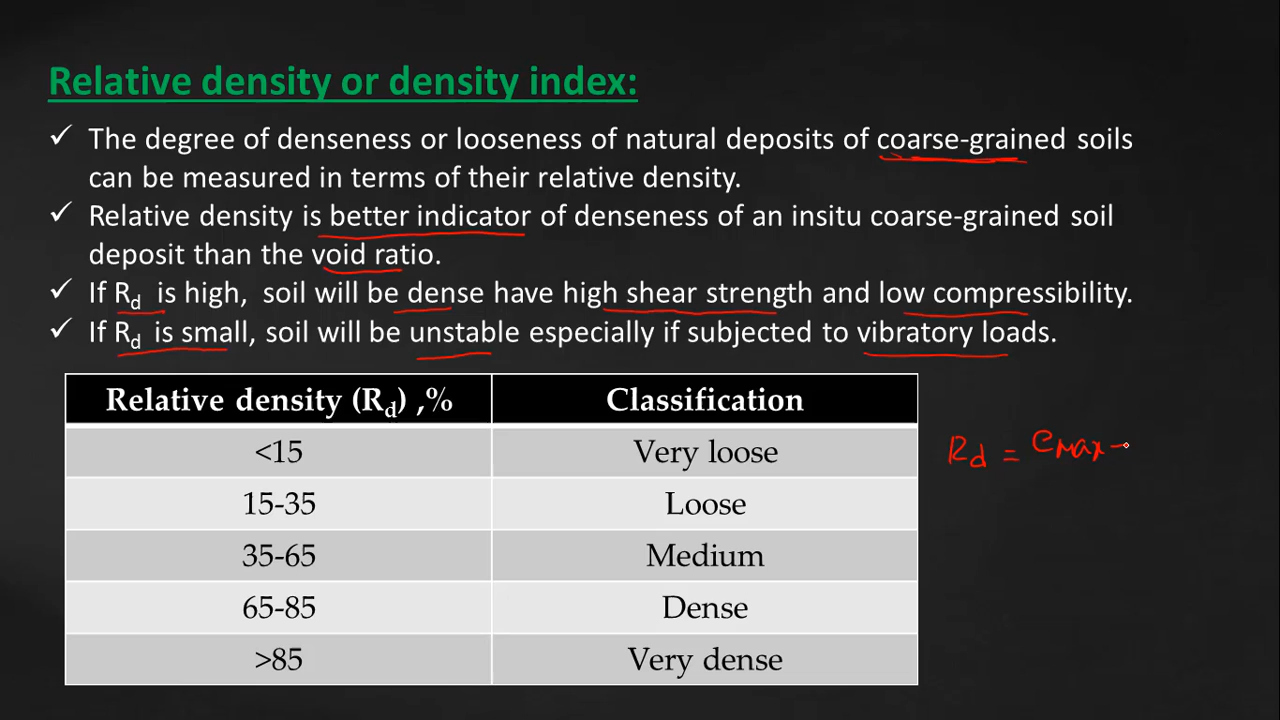 Relative density or density index:
✓ The degree of denseness or looseness of natural deposits of coarse-grained soils
can be measured in terms of their relative density.
✓ Relative density is better indicator of denseness of an insitu coarse-grained soil
deposit than the void ratio.
✓ If Rd is high, soil will be dense have high shear strength and low compressibility.
✓ If Rd is small, soil will be unstable especially if subjected to vibratory loads.
Relative density (Rd) ,% Classification
<15 Very loose
15-35 Loose
35-65 Medium
65-85 Dense
>85 Very dense
Rd = emax -